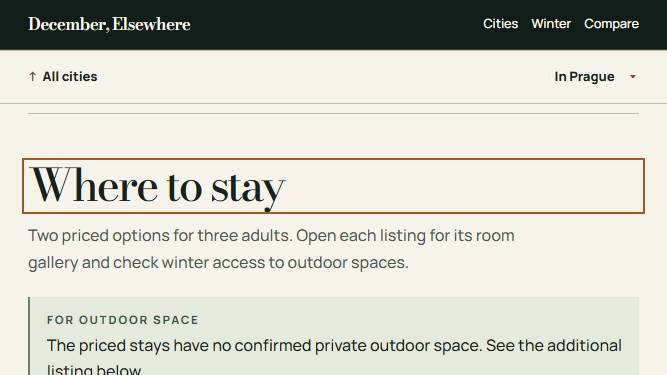 December, Elsewhere
Cities Winter Compare
↑ All cities
In Prague
Where to stay
Two priced options for three adults. Open each listing for its room
gallery and check winter access to outdoor spaces.
FOR OUTDOOR SPACE
The priced stays have no confirmed private outdoor space. See the additional
listing below.